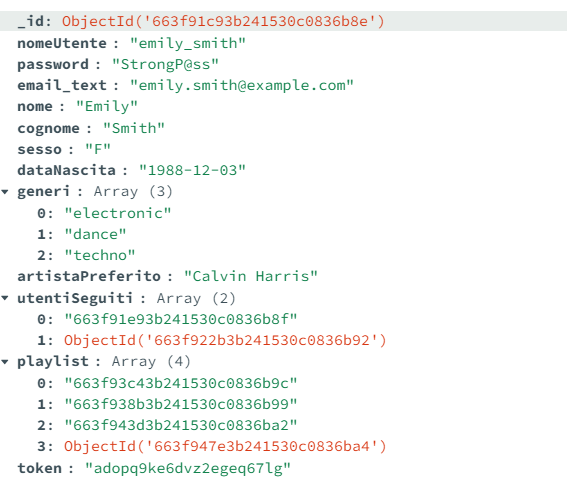 _id: ObjectId('663f91c93b241530c0836b8e')
nomeUtente : "emily_smith"
password : "StrongP@ss"
email_text : "emily.smith@example.com"
nome : "Emily"
cognome : "Smith"
sesso : "F"
dataNascita : "1988-12-03"
generi : Array (3)
0: "electronic"
1: "dance"
2: "techno"
artistaPreferito : "Calvin Harris"
utentiSeguiti : Array (2)
0: "663f91e93b241530c0836b8f"
1: ObjectId('663f922b3b241530c0836b92')
playlist : Array (4)
0: "663f93c43b241530c0836b9c"
1: "663f938b3b241530c0836b99"
2: "663f943d3b241530c0836ba2"
3: ObjectId('663f947e3b241530c0836ba4')
token : "adopq9ke6dvz2egeq67lg"